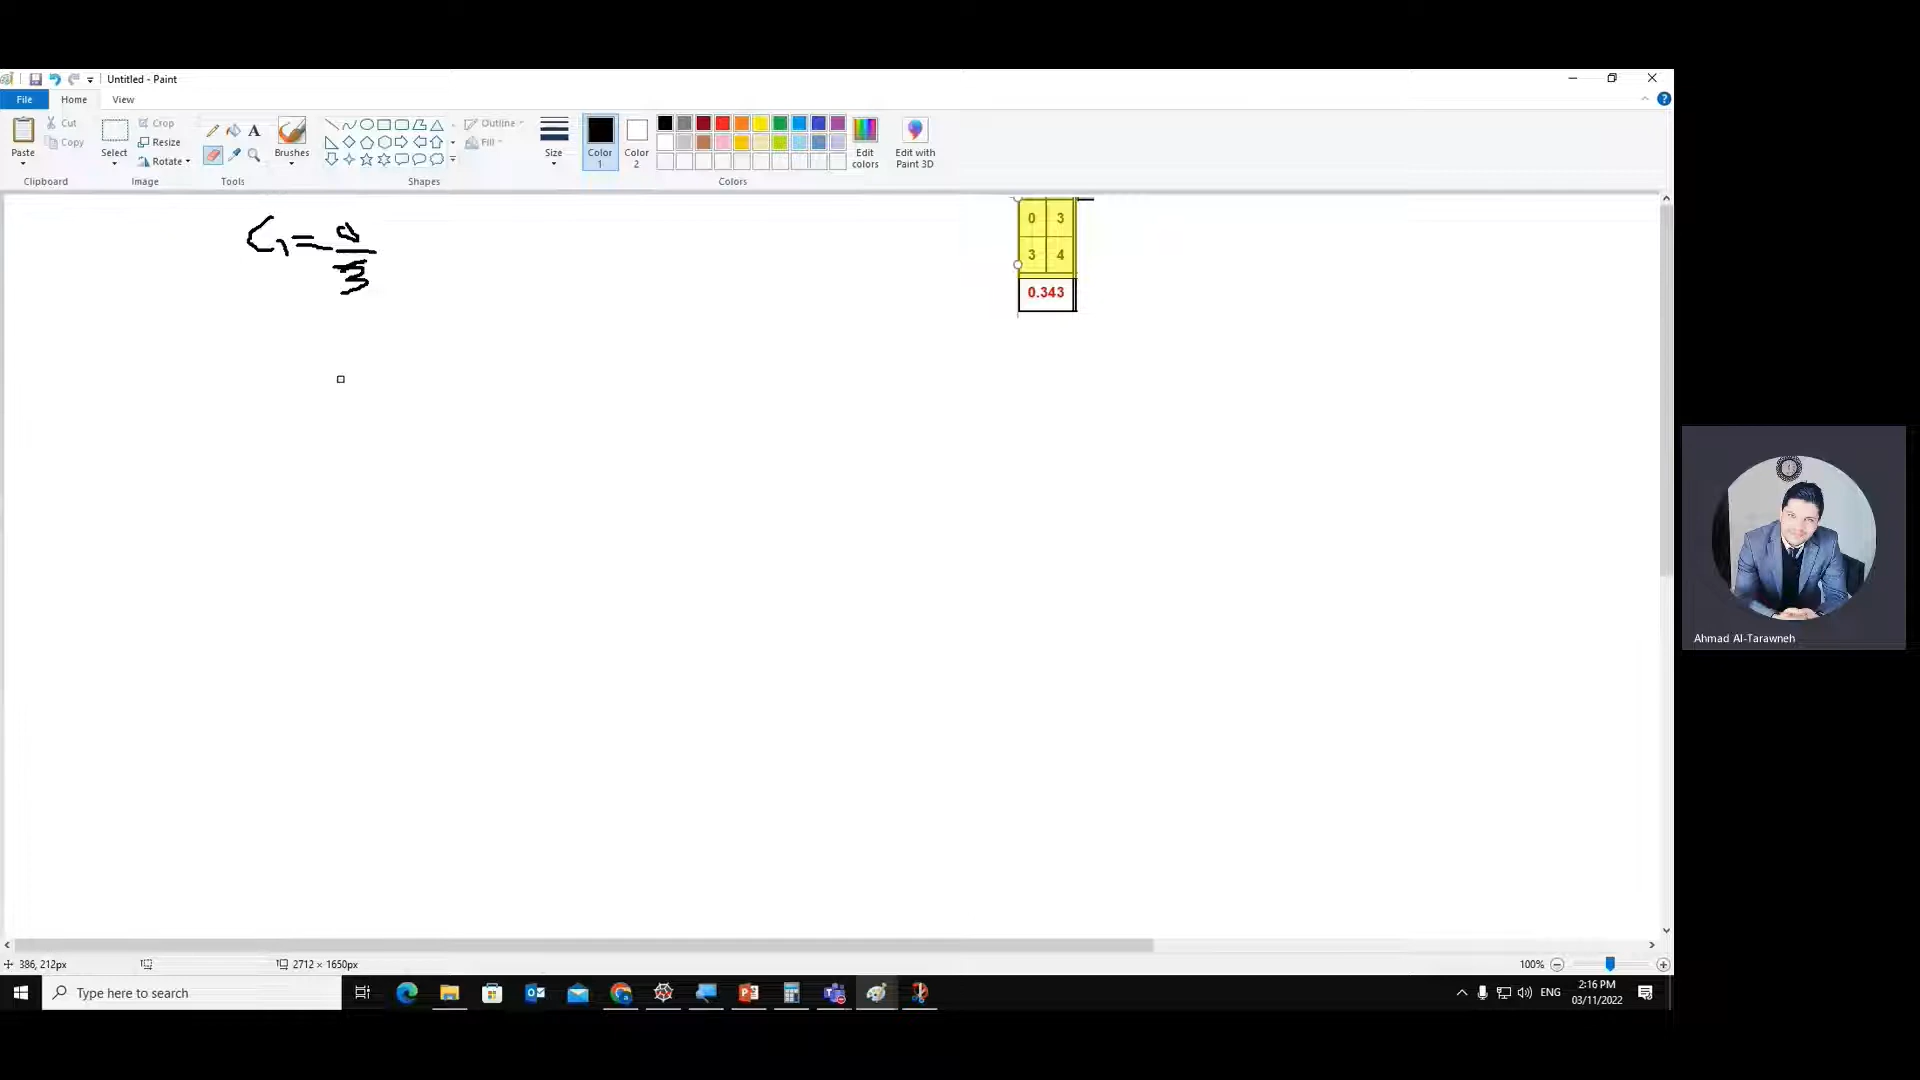 Untitled - Paint
File
Home
View
Paste
Cut
Copy
Clipboard
Select
Crop
Resize
Rotate
Image
Tools
Brushes
Shapes
Outline
Fill
Size
Color 1
Color 2
Edit colors
Edit with Paint 3D
Colors
C1 = 0
3
0 3
3 4
0.343
Ahmad Al-Tarawneh
386, 212px
2712 × 1650px
100%
Type here to search
ENG
2:16 PM
03/11/2022